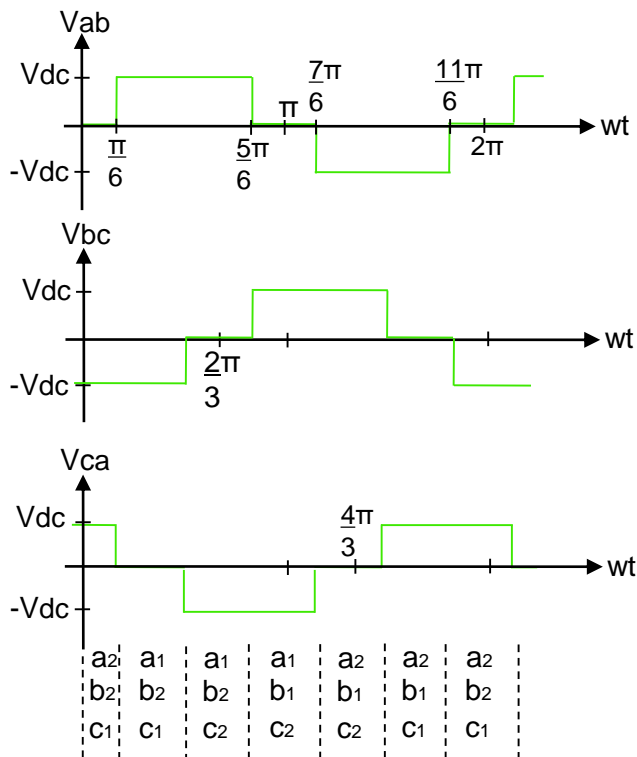 Vab
Vdc
7π
6
11π
6
π
wt
π
6
5π
6
2π
-Vdc
Vbc
Vdc
wt
2π
3
-Vdc
Vca
Vdc
4π
3
wt
-Vdc
a2 a1 a1 a1 a2 a2 a2
b2 b2 b2 b1 b1 b1 b2
c1 c1 c2 c2 c2 c1 c1